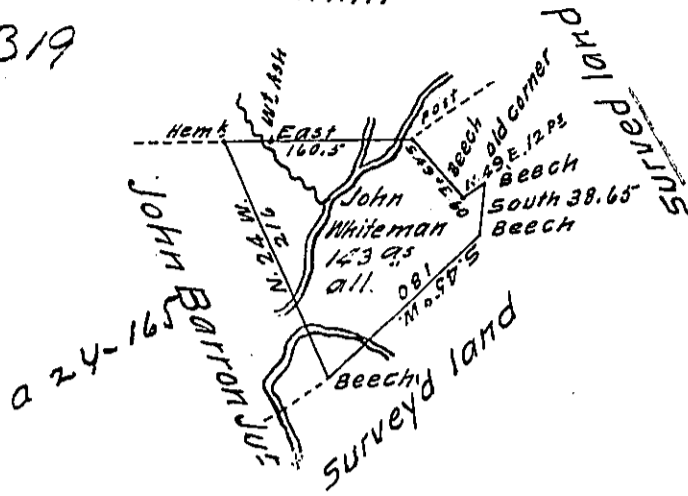 319
Hemk
Wt Ash
East
160.5
Post
Beech
old corner
N. 29. E. 12 Ps
Beech
South 38.65
Beech
S. 45° W.
180
John
Whiteman
143 as
all.
N. 24 W.
216
John Barron Jur
a 24-165
Beech
Surveyd land
Surved land